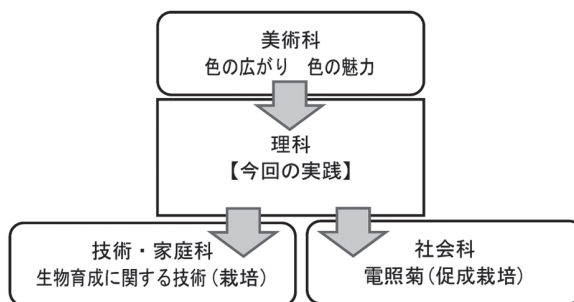 美術科
色の広がり　色の魅力
理科
【今回の実践】
技術・家庭科
生物育成に関する技術（栽培）
社会科
電照菊（促成栽培）